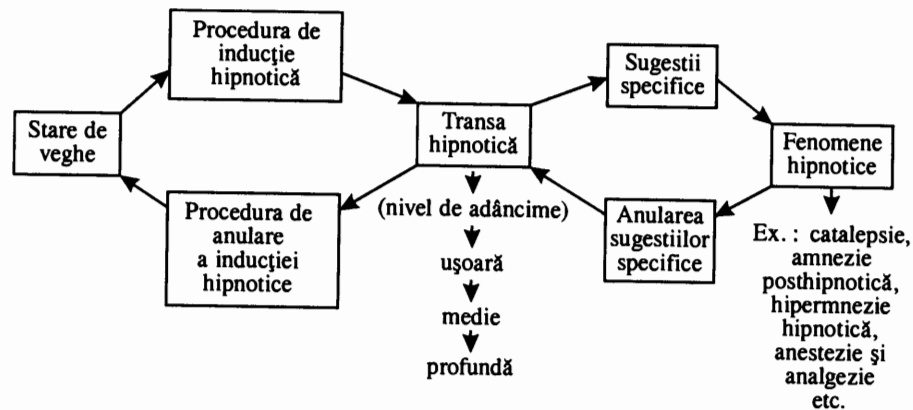 Procedura de
inducţie
hipnotică
Sugestii
specifice
Stare de
veghe
Transa
hipnotică
Fenomene
hipnotice
Procedura de
anulare
a inducţiei
hipnotice
(nivel de adâncime)
uşoară
medie
profundă
Anularea
sugestiilor
specifice
Ex. : catalepsie,
amnezie
posthipnotică,
hipermnezie
hipnotică,
anestezie şi
analgezie
etc.